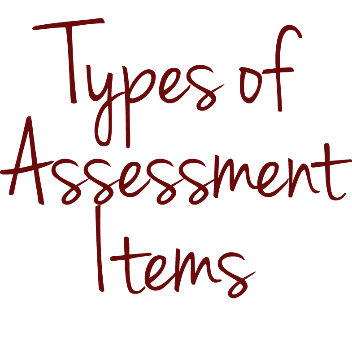 Types of
Assessment
Items